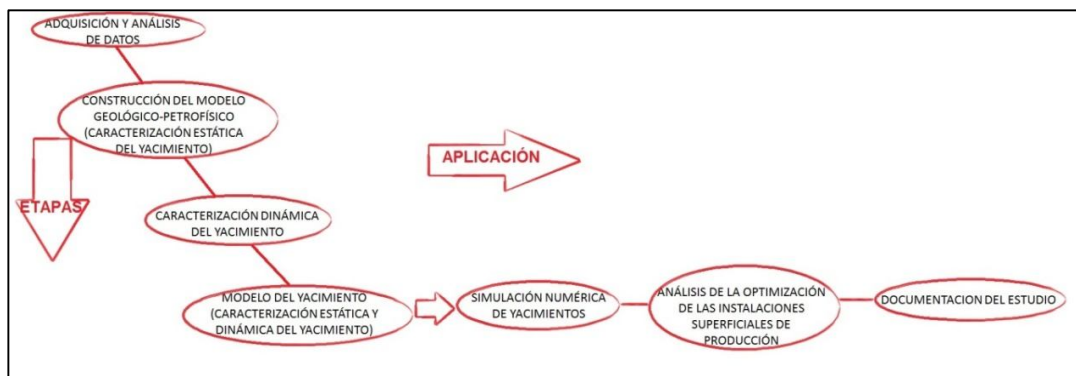 ADQUISICIÓN Y ANÁLISIS
DE DATOS
CONSTRUCCIÓN DEL MODELO
GEOLÓGICO-PETROFÍSICO
(CARACTERIZACIÓN ESTÁTICA
DEL YACIMIENTO)
APLICACIÓN
ETAPAS
CARACTERIZACIÓN DINÁMICA
DEL YACIMIENTO
MODELO DEL YACIMIENTO
(CARACTERIZACIÓN ESTÁTICA Y
DINÁMICA DEL YACIMIENTO)
SIMULACIÓN NUMÉRICA
DE YACIMIENTOS
ANÁLISIS DE LA OPTIMIZACIÓN
DE LAS INSTALACIONES
SUPERFICIALES DE
PRODUCCIÓN
DOCUMENTACION DEL ESTUDIO